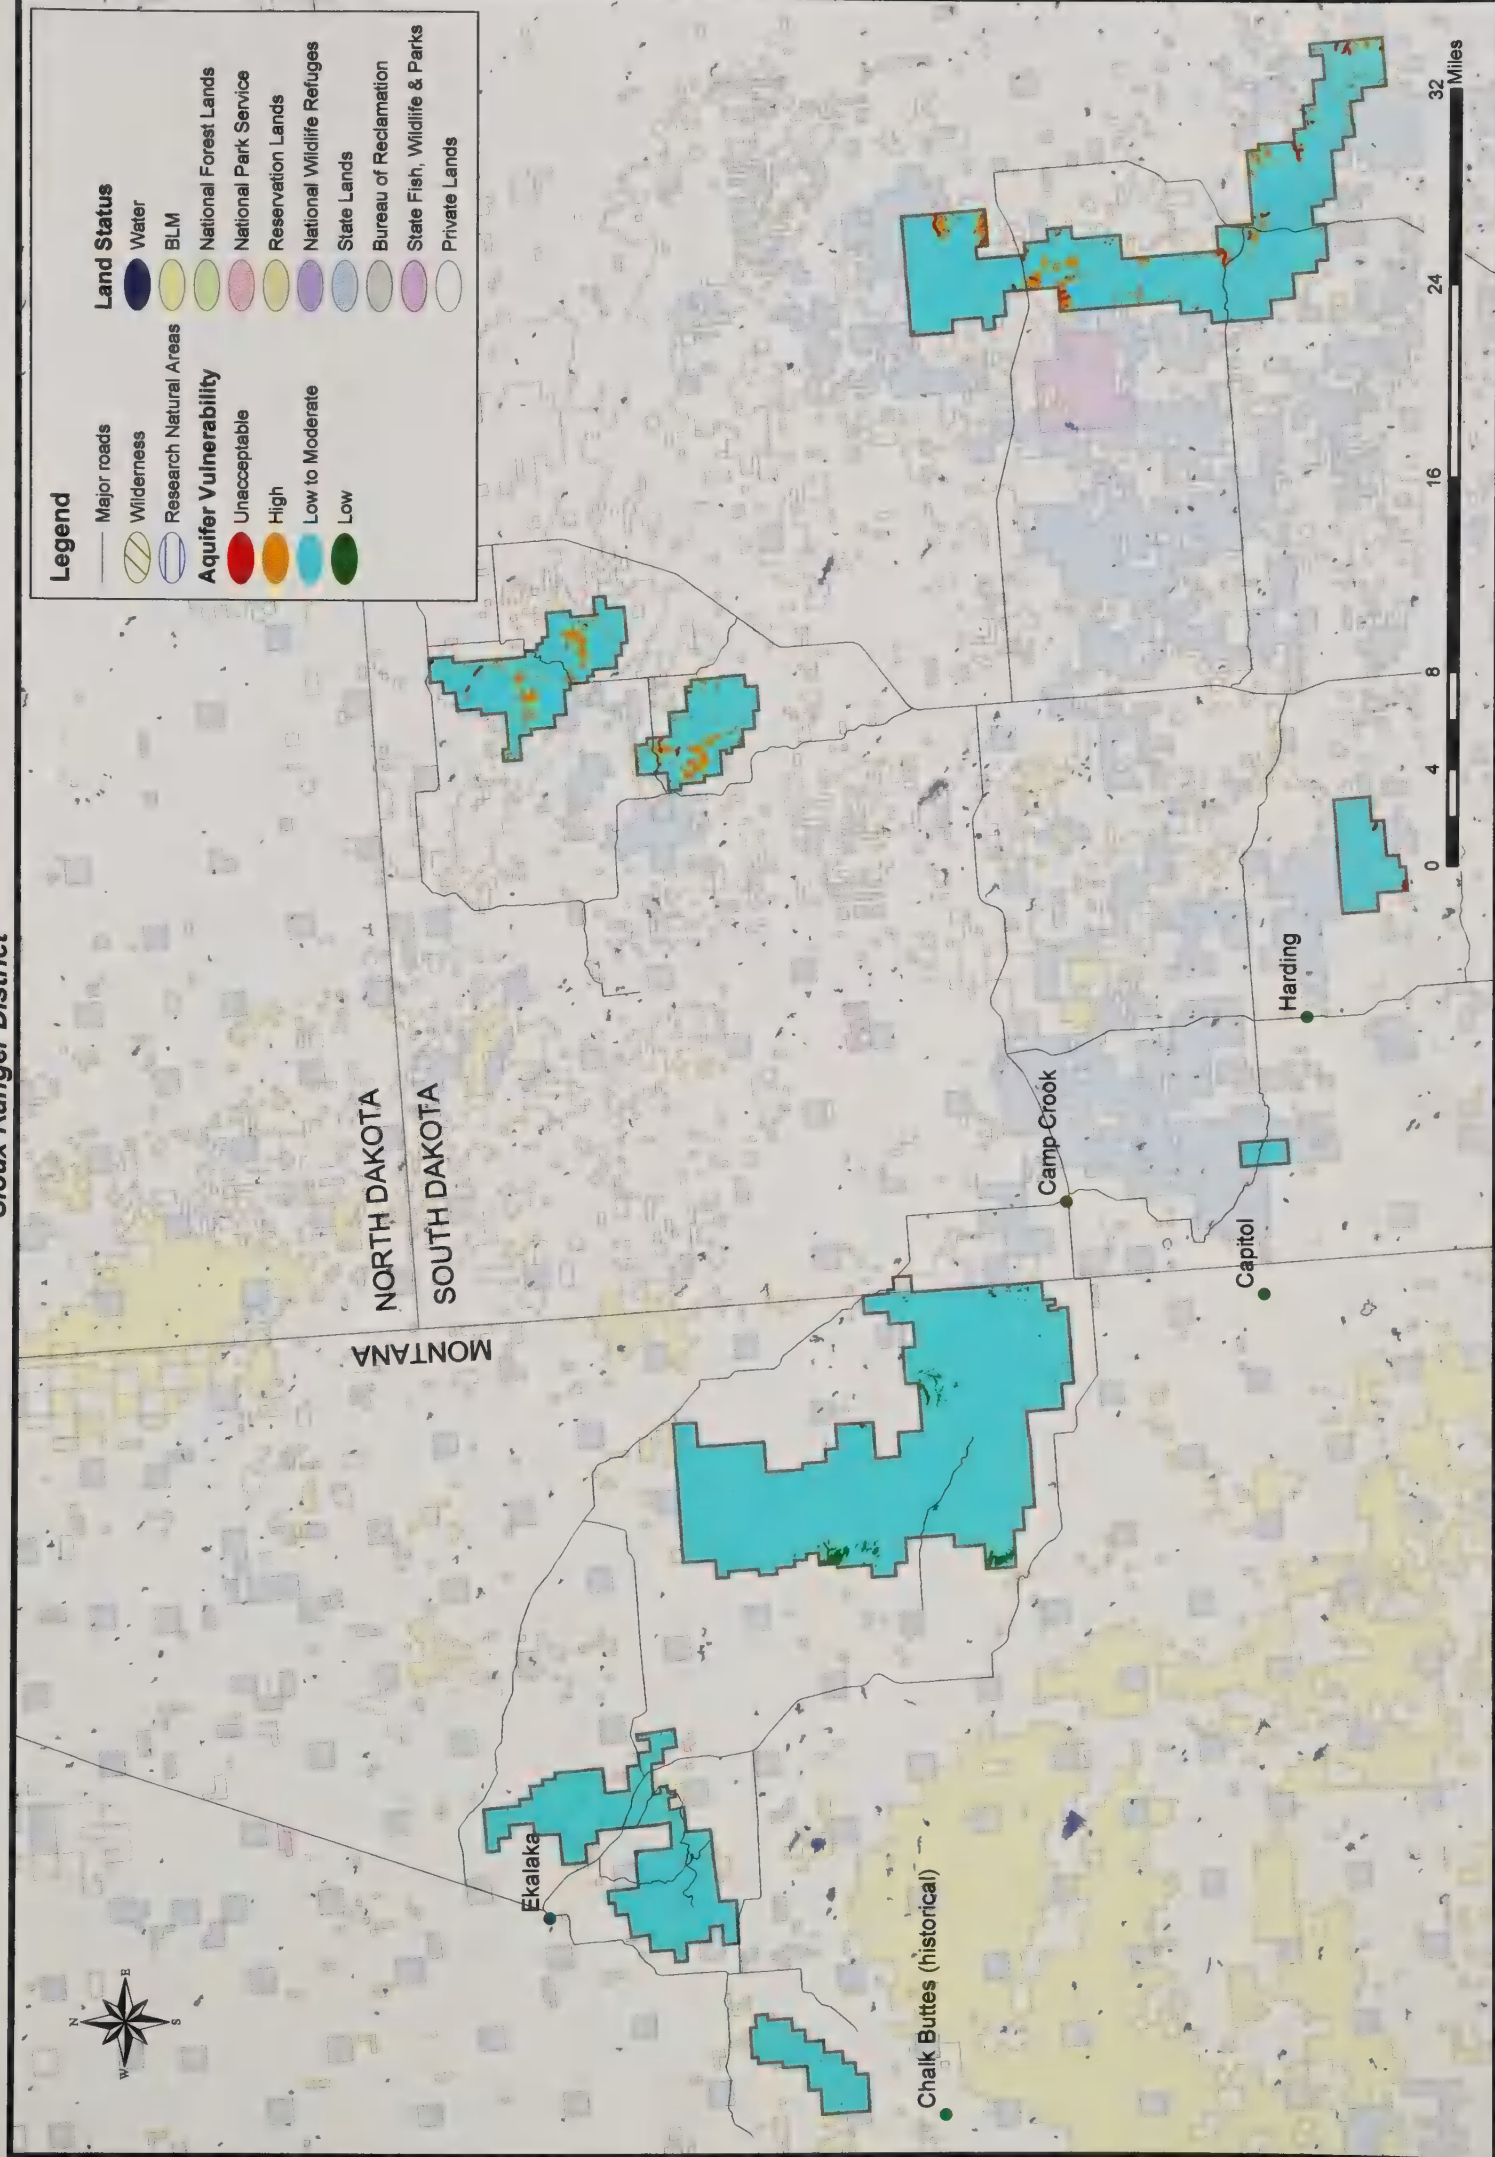 Sioux Ranger District
Legend
Major roads
Wilderness
Research Natural Areas
Aquifer Vulnerability
Unacceptable
High
Low to Moderate
Low
Land Status
Water
BLM
National Forest Lands
National Park Service
Reservation Lands
National Wildlife Refuges
State Lands
Bureau of Reclamation
State Fish, Wildlife & Parks
Private Lands
N
W
E
S
MONTANA
NORTH DAKOTA
SOUTH DAKOTA
Ekalaka
Chalk Buttes (historical)
Camp Crook
Capitol
Harding
0
4
8
16
24
32
Miles